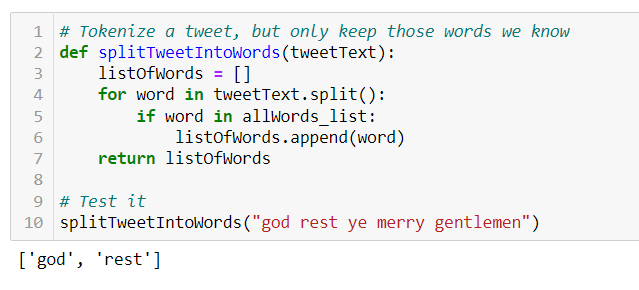 1 # Tokenize a tweet, but only keep those words we know
2 def splitTweetIntoWords(tweetText):
3     listOfWords = []
4     for word in tweetText.split():
5         if word in allWords_list:
6             listOfWords.append(word)
7     return listOfWords
8
9 # Test it
10 splitTweetIntoWords("god rest ye merry gentlemen")
['god', 'rest']